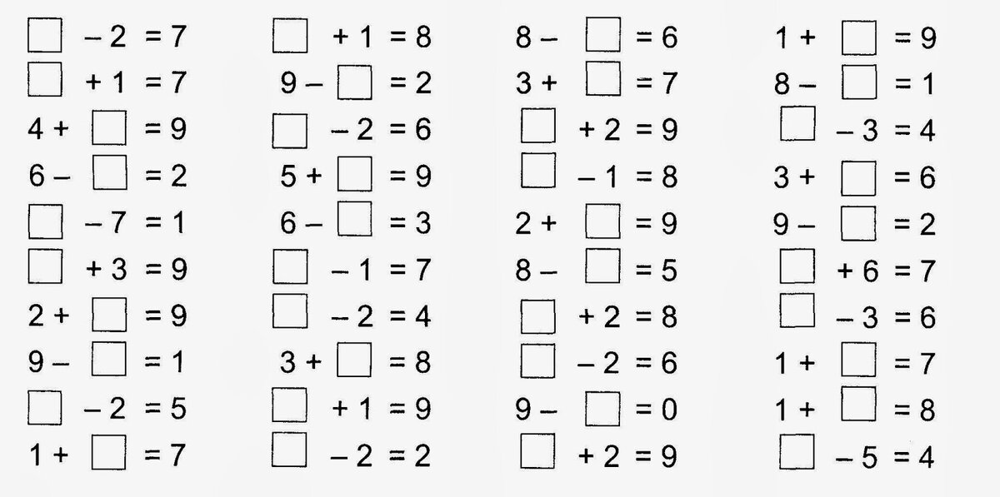 □ – 2 = 7 □ + 1 = 8 8 – □ = 6 1 + □ = 9
□ + 1 = 7 9 – □ = 2 3 + □ = 7 8 – □ = 1
4 + □ = 9 □ – 2 = 6 □ + 2 = 9 □ – 3 = 4
6 – □ = 2 5 + □ = 9 □ – 1 = 8 3 + □ = 6
□ – 7 = 1 6 – □ = 3 2 + □ = 9 9 – □ = 2
□ + 3 = 9 □ – 1 = 7 8 – □ = 5 □ + 6 = 7
2 + □ = 9 □ – 2 = 4 □ + 2 = 8 □ – 3 = 6
9 – □ = 1 3 + □ = 8 □ – 2 = 6 1 + □ = 7
□ – 2 = 5 □ + 1 = 9 9 – □ = 0 1 + □ = 8
1 + □ = 7 □ – 2 = 2 □ + 2 = 9 □ – 5 = 4